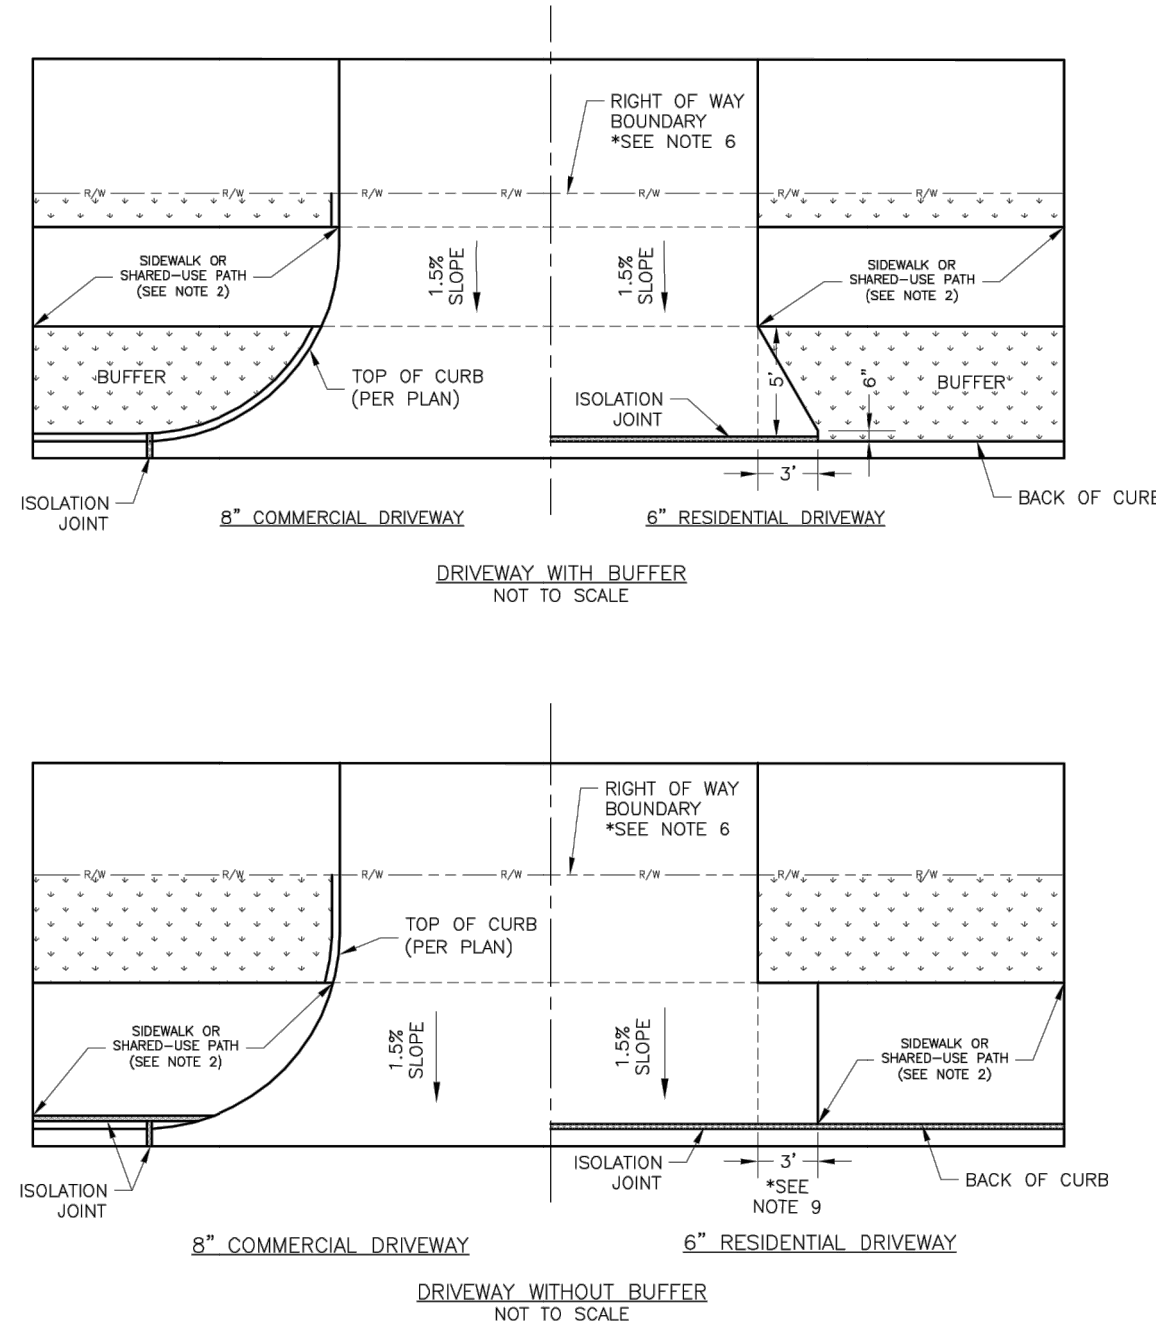 RIGHT OF WAY
BOUNDARY
*SEE NOTE 6
R/W
R/W
R/W
R/W
R/W
R/W
R/W
SIDEWALK OR
SHARED-USE PATH
(SEE NOTE 2)
1.5%
SLOPE
1.5%
SLOPE
SIDEWALK OR
SHARED-USE PATH
(SEE NOTE 2)
BUFFER
TOP OF CURB
(PER PLAN)
ISOLATION
JOINT
5'
6"
BUFFER
3'
ISOLATION
JOINT
BACK OF CURB
8" COMMERCIAL DRIVEWAY
6" RESIDENTIAL DRIVEWAY
DRIVEWAY WITH BUFFER
NOT TO SCALE
RIGHT OF WAY
BOUNDARY
*SEE NOTE 6
R/W
R/W
R/W
R/W
R/W
R/W
R/W
TOP OF CURB
(PER PLAN)
SIDEWALK OR
SHARED-USE PATH
(SEE NOTE 2)
1.5%
SLOPE
1.5%
SLOPE
SIDEWALK OR
SHARED-USE PATH
(SEE NOTE 2)
ISOLATION
JOINT
ISOLATION
JOINT
3'
*SEE
NOTE 9
BACK OF CURB
8" COMMERCIAL DRIVEWAY
6" RESIDENTIAL DRIVEWAY
DRIVEWAY WITHOUT BUFFER
NOT TO SCALE